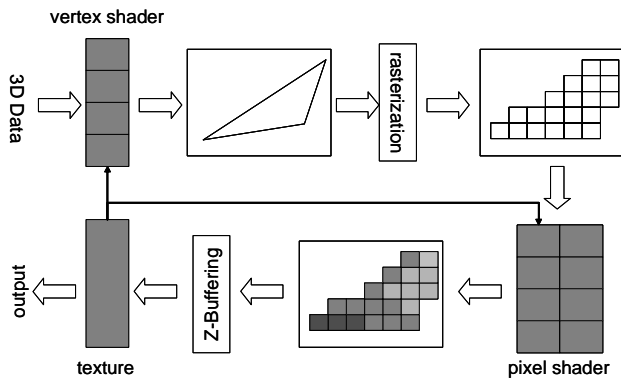 vertex shader
3D Data
rasterization
Z-Buffering
output
texture
pixel shader